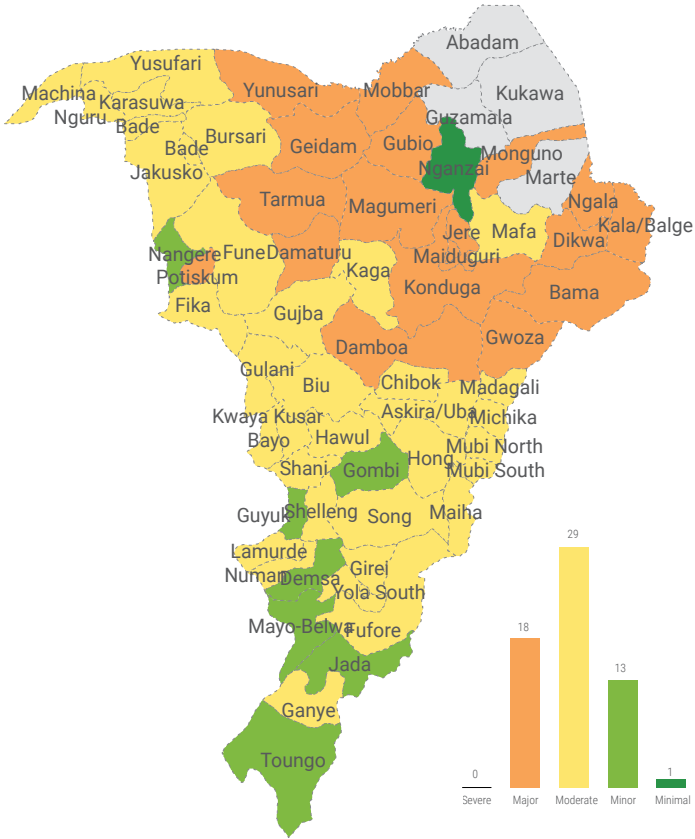 Abadam
Yusufari
Machina
Yunusari
Mobbar
Kukawa
Karasuwa
Nguru
Guzamala
Bade
Bursari
Geidam
Gubio
Monguno
Bade
Nganzai
Jakusko
Marte
Tarmua
Magumeri
Ngala
Kala/Balge
Jere
Mafa
Dikwa
Nangere
Fune
Damaturu
Maiduguri
Potiskum
Kaga
Konduga
Bama
Fika
Gujba
Gwoza
Damboa
Gulani
Biu
Chibok
Madagali
Kwaya Kusar
Askira/Uba
Michika
Bayo
Hawul
Mubi North
Hong
Shani
Gombi
Mubi South
Guyuk
Shelleng
Song
Maiha
Lamurde
Numan
Demsa
Girei
Yola South
Mayo-Belwa
Fufore
Jada
Ganye
Toungo
29
18
13
0
1
Severe
Major
Moderate
Minor
Minimal